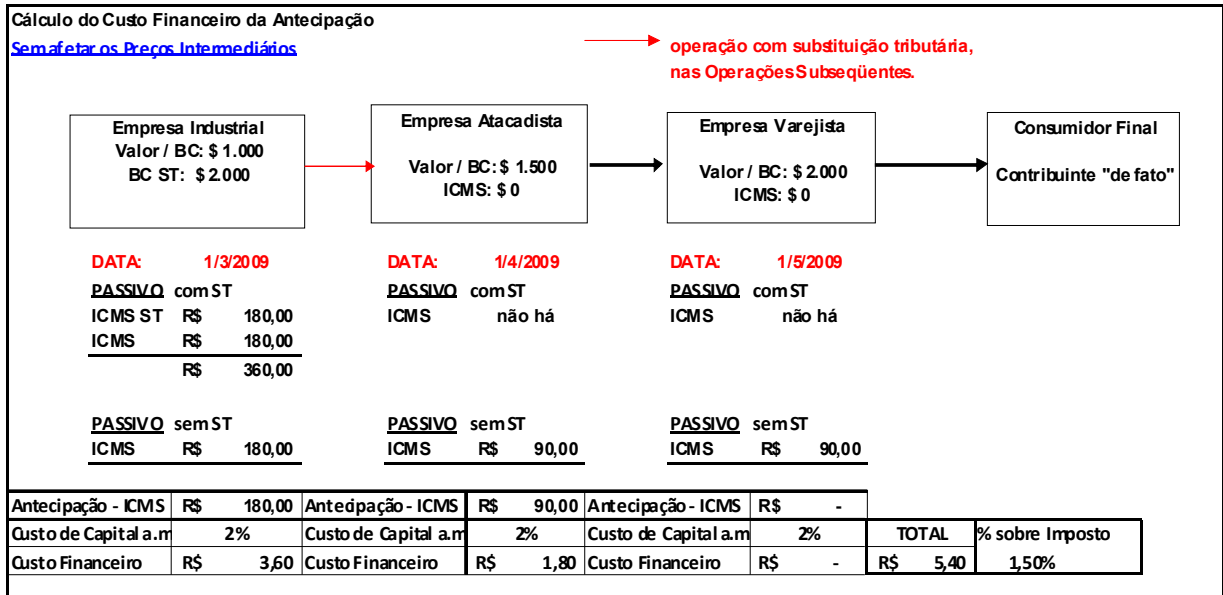 Cálculo do Custo Financeiro da Antecipação
Sem afetar os Preços Intermediários
operação com substituição tributária,
nas Operações Subseqüentes.
Empresa Industrial
Valor / BC: $ 1.000
BC ST: $ 2.000
Empresa Atacadista
Valor / BC: $ 1.500
ICMS: $ 0
Empresa Varejista
Valor / BC: $ 2.000
ICMS: $ 0
Consumidor Final
Contribuinte "de fato"
DATA: 1/3/2009 DATA: 1/4/2009 DATA: 1/5/2009
PASSIVO com ST PASSIVO com ST PASSIVO com ST
ICMS ST R$ 180,00 ICMS não há ICMS não há
ICMS R$ 180,00
R$ 360,00
PASSIVO sem ST PASSIVO sem ST PASSIVO sem ST
ICMS R$ 180,00 ICMS R$ 90,00 ICMS R$ 90,00
Antecipação - ICMS R$ 180,00 Antecipação - ICMS R$ 90,00 Antecipação - ICMS R$ -
Custo de Capital a.m 2% Custo de Capital a.m 2% Custo de Capital a.m 2% TOTAL % sobre Imposto
Custo Financeiro R$ 3,60 Custo Financeiro R$ 1,80 Custo Financeiro R$ - R$ 5,40 1,50%